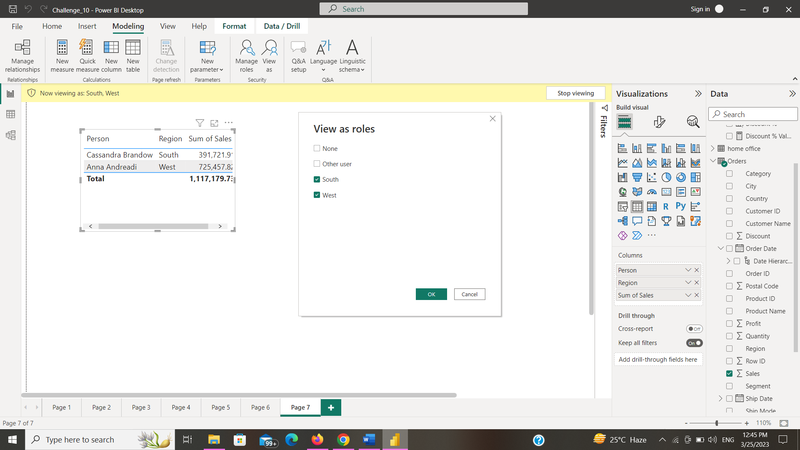 Challenge_10 - Power BI Desktop
Search
Sign in
File
Home
Insert
Modeling
View
Help
Format
Data / Drill
Manage relationships
New measure
Quick measure
New column
New table
Change detection
New parameter
Manage roles
View as
Q&A setup
Language
Linguistic schema
Relationships
Calculations
Page refresh
Parameters
Security
Q&A
Now viewing as: South, West
Stop viewing
Person Region Sum of Sales
Cassandra Brandow South 391,721.9
Anna Andreadi West 725,457.82
Total 1,117,179.73
View as roles
None
Other user
South
West
OK
Cancel
Filters
Visualizations
Build visual
Columns
Person
Region
Sum of Sales
Drill through
Cross-report
Off
Keep all filters
On
Add drill-through fields here
Data
Search
Discount % Val...
home office
Orders
Category
City
Country
Customer ID
Customer Name
Discount
Order Date
Date Hierarc...
Order ID
Postal Code
Product ID
Product Name
Profit
Quantity
Region
Row ID
Sales
Segment
Ship Date
Ship Mode
Page 1
Page 2
Page 3
Page 4
Page 5
Page 6
Page 7
Page 7 of 7
110%
Type here to search
99+
25°C Haze
ENG
12:45 PM
3/25/2023